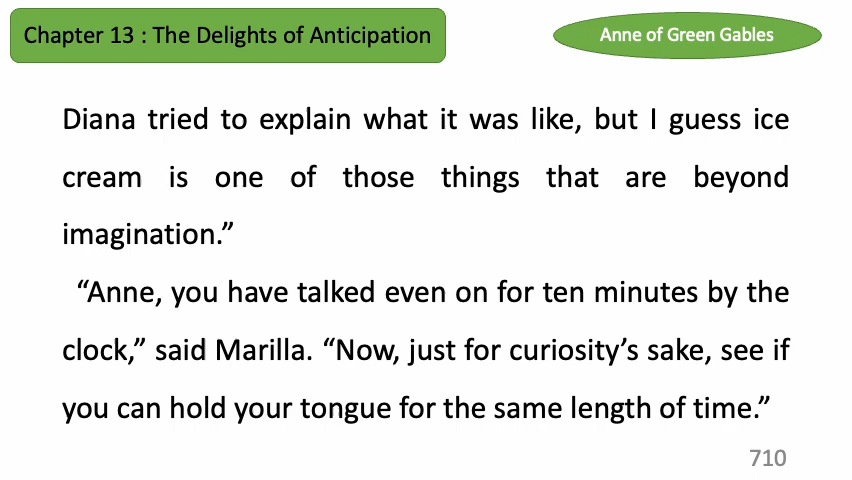 Chapter 13 : The Delights of Anticipation
Anne of Green Gables
Diana tried to explain what it was like, but I guess ice
cream is one of those things that are beyond
imagination.”
“Anne, you have talked even on for ten minutes by the
clock,” said Marilla. “Now, just for curiosity’s sake, see if
you can hold your tongue for the same length of time.”
710